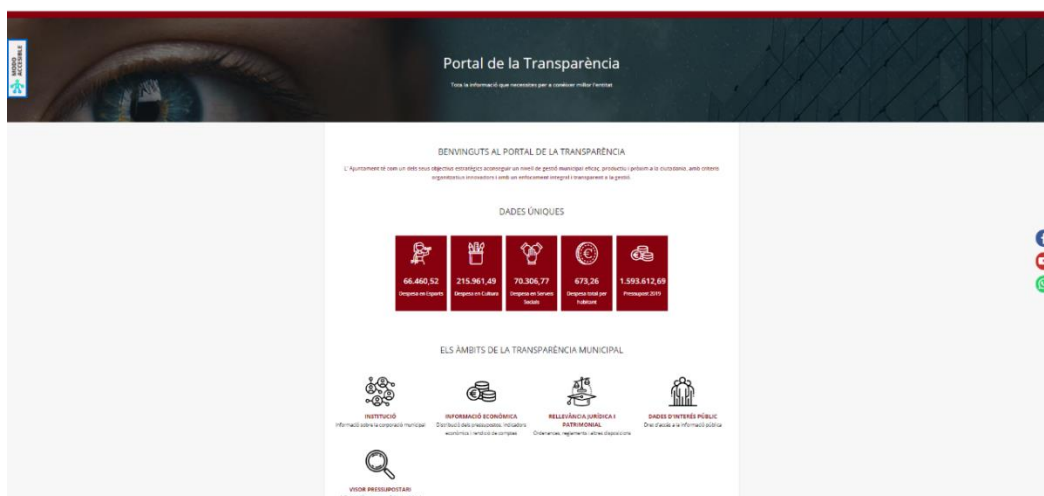 MODO
ACCESIBLE
Portal de la Transparència
Tota la informació que necessites per a conèixer millor l'entitat
BENVINGUTS AL PORTAL DE LA TRANSPARÈNCIA
L' Ajuntament té com un dels seus objectius estratègics aconseguir un nivell de gestió municipal eficaç, productiu i pròxim a la ciutadania, amb criteris
organitzatius innovadors i amb un enfocament integral i transparent a la gestió.
DADES ÚNIQUES
66.460,52
Despesa en Esports
215.961,49
Despesa en Cultura
70.306,77
Despesa en Serveis
Socials
673,26
Despesa total per
habitant
1.593.612,69
Pressupost 2019
ELS ÀMBITS DE LA TRANSPARÈNCIA MUNICIPAL
INSTITUCIÓ
Informació sobre la corporació municipal
INFORMACIÓ ECONÒMICA
Distribució dels pressupostos, indicadors
econòmics i rendició de comptes
RELLEVÀNCIA JURÍDICA I
PATRIMONIAL
Ordenances, reglaments i altres disposicions
DADES D'INTERÉS PÚBLIC
Dret d'accés a la informació pública
VISOR PRESSUPOSTARI